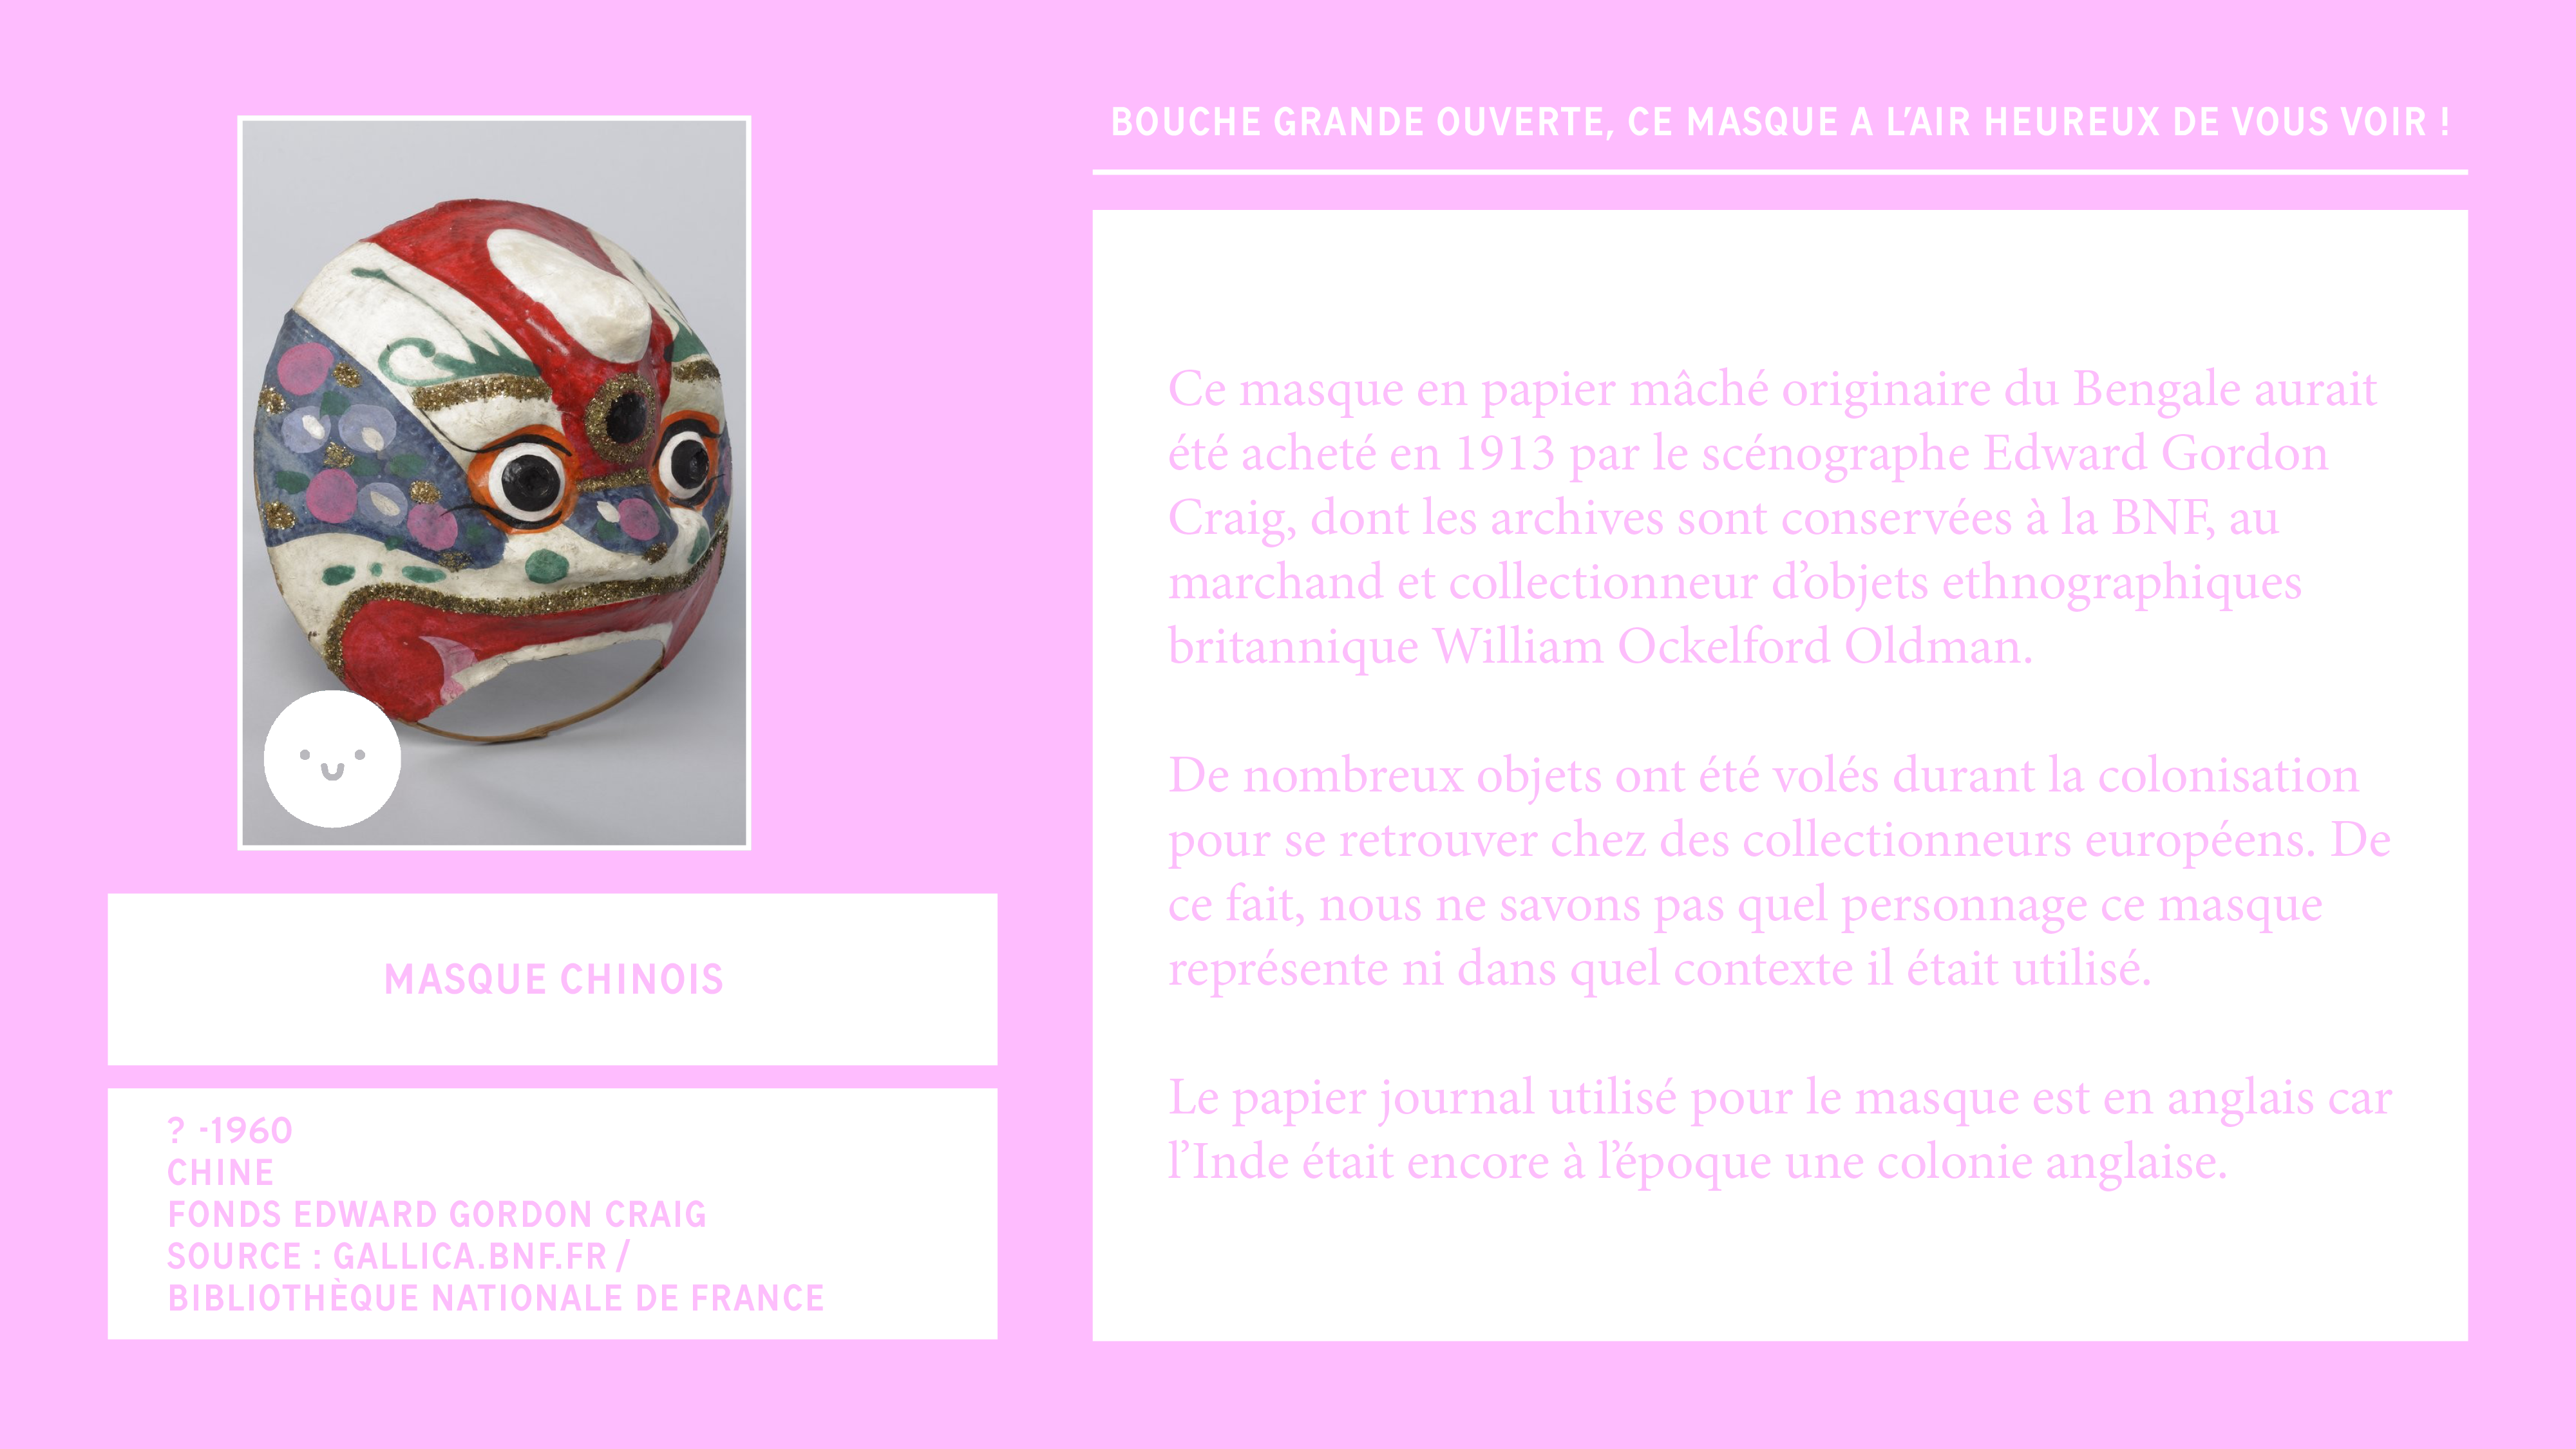 BOUCHE GRANDE OUVERTE, CE MASQUE A L’AIR HEUREUX DE VOUS VOIR !
Ce masque en papier mâché originaire du Bengale aurait
été acheté en 1913 par le scénographe Edward Gordon
Craig, dont les archives sont conservées à la BNF, au
marchand et collectionneur d’objets ethnographiques
britannique William Ockelford Oldman.
De nombreux objets ont été volés durant la colonisation
pour se retrouver chez des collectionneurs européens. De
ce fait, nous ne savons pas quel personnage ce masque
représente ni dans quel contexte il était utilisé.
Le papier journal utilisé pour le masque est en anglais car
l’Inde était encore à l’époque une colonie anglaise.
MASQUE CHINOIS
? -1960
CHINE
FONDS EDWARD GORDON CRAIG
SOURCE : GALLICA.BNF.FR /
BIBLIOTHÈQUE NATIONALE DE FRANCE